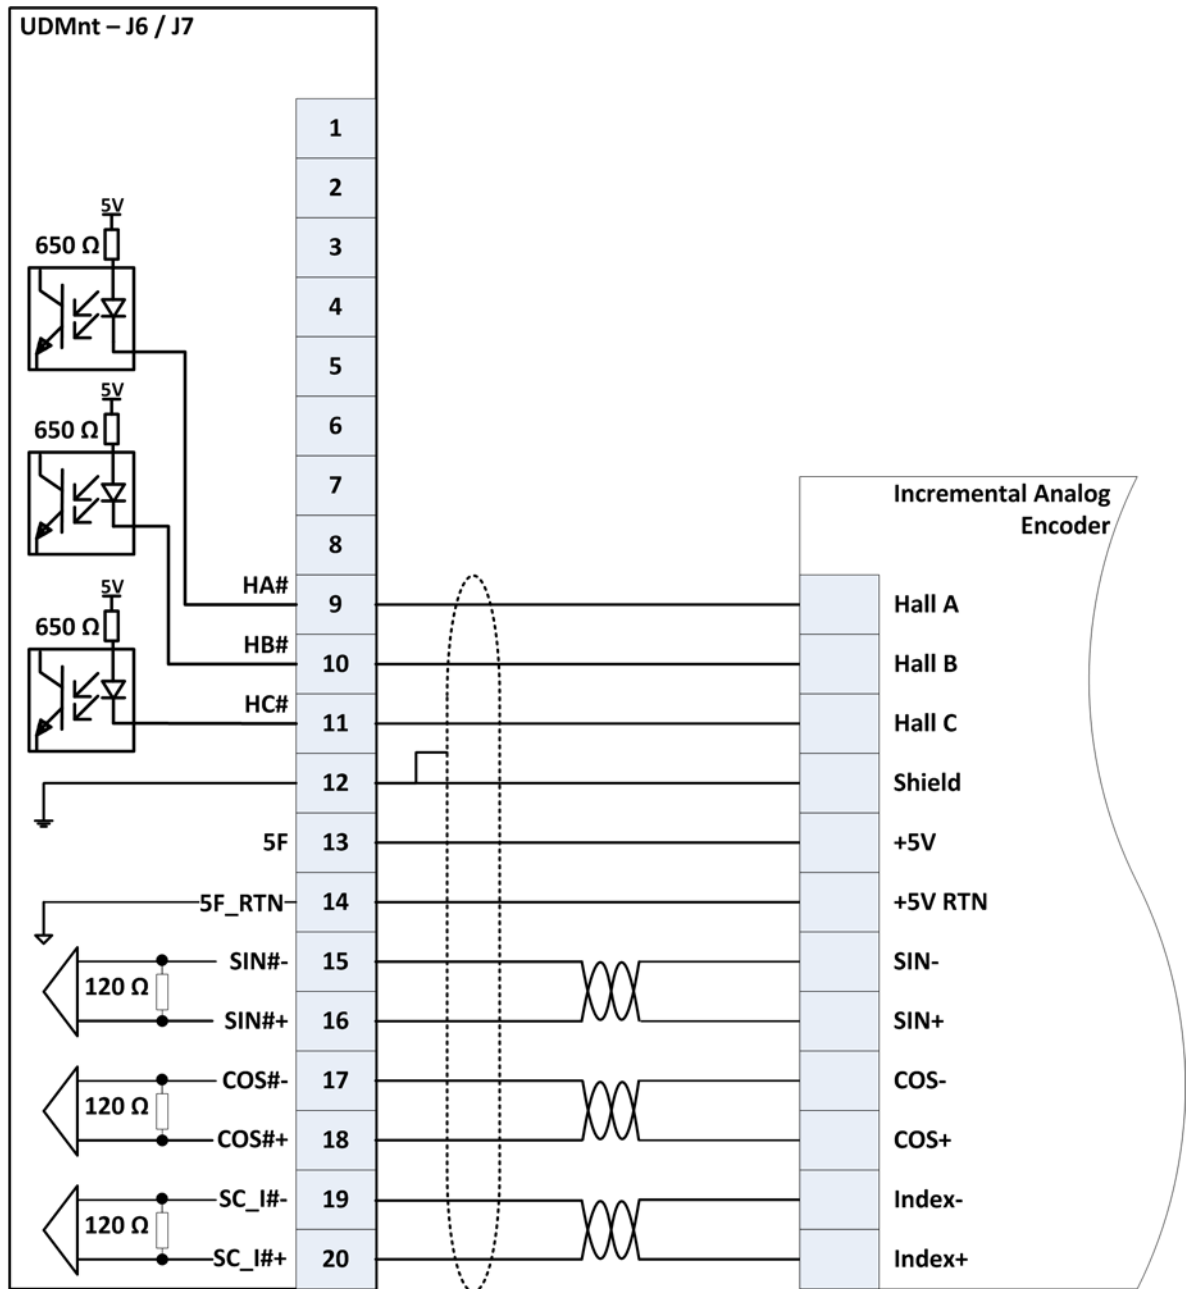 UDMnt – J6 / J7
1
2
5V
650 Ω
3
4
5
5V
650 Ω
6
7
Incremental Analog
Encoder
8
5V
650 Ω
HA# 9 Hall A
HB# 10 Hall B
HC# 11 Hall C
12 Shield
5F 13 +5V
5F_RTN 14 +5V RTN
SIN#- 15 SIN-
120 Ω
SIN#+ 16 SIN+
COS#- 17 COS-
120 Ω
COS#+ 18 COS+
SC_I#- 19 Index-
120 Ω
SC_I#+ 20 Index+